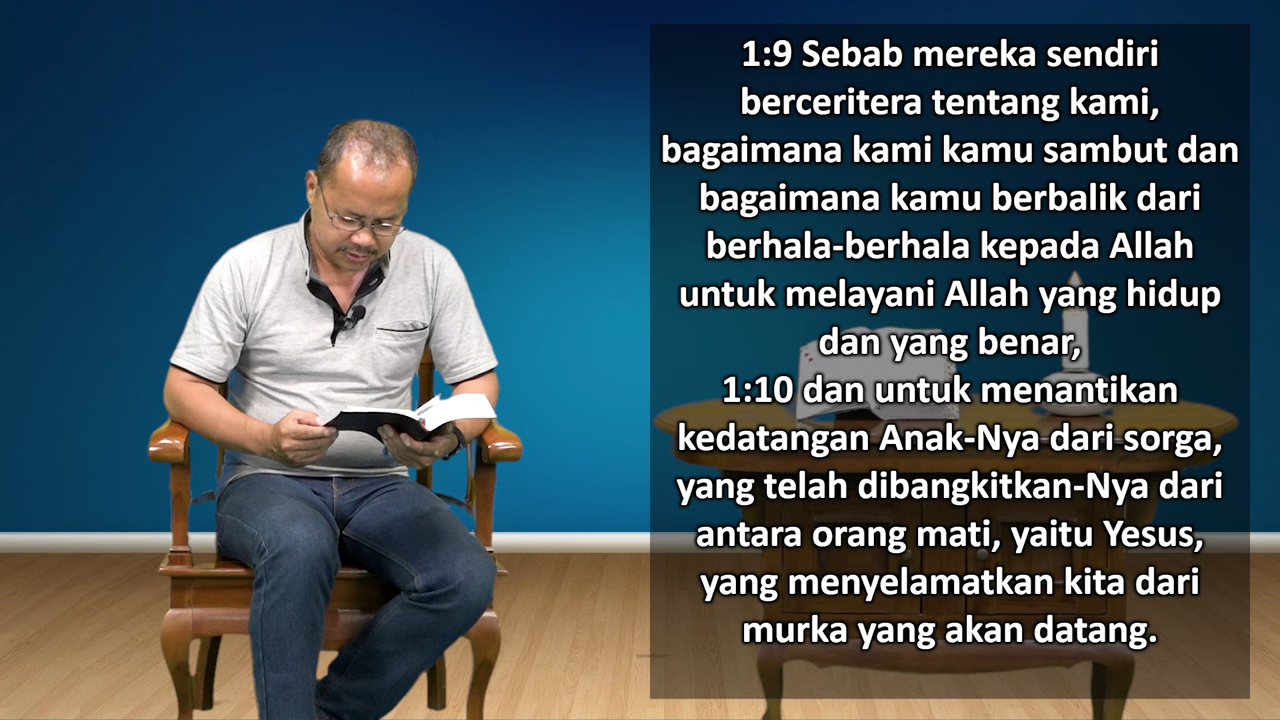 1:9 Sebab mereka sendiri
berceritera tentang kami,
bagaimana kami kamu sambut dan
bagaimana kamu berbalik dari
berhala-berhala kepada Allah
untuk melayani Allah yang hidup
dan yang benar,
1:10 dan untuk menantikan
kedatangan Anak-Nya dari sorga,
yang telah dibangkitkan-Nya dari
antara orang mati, yaitu Yesus,
yang menyelamatkan kita dari
murka yang akan datang.